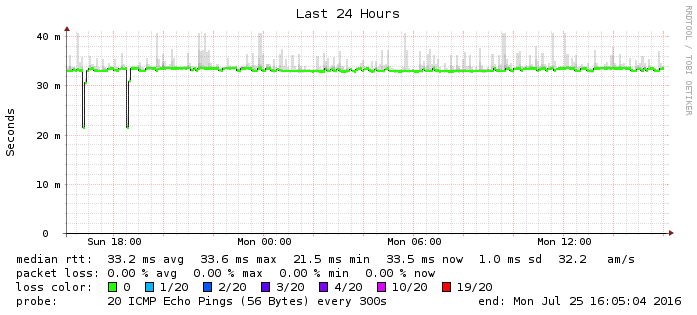 Last 24 Hours
RRDTOOL / TOBI OETIKER
Seconds
40 m
30 m
20 m
10 m
0
Sun 18:00 Mon 00:00 Mon 06:00 Mon 12:00
median rtt: 33.2 ms avg 33.6 ms max 21.5 ms min 33.5 ms now 1.0 ms sd 32.2 am/s
packet loss: 0.00 % avg 0.00 % max 0.00 % min 0.00 % now
loss color: 0 1/20 2/20 3/20 4/20 10/20 19/20
probe: 20 ICMP Echo Pings (56 Bytes) every 300s end: Mon Jul 25 16:05:04 2016